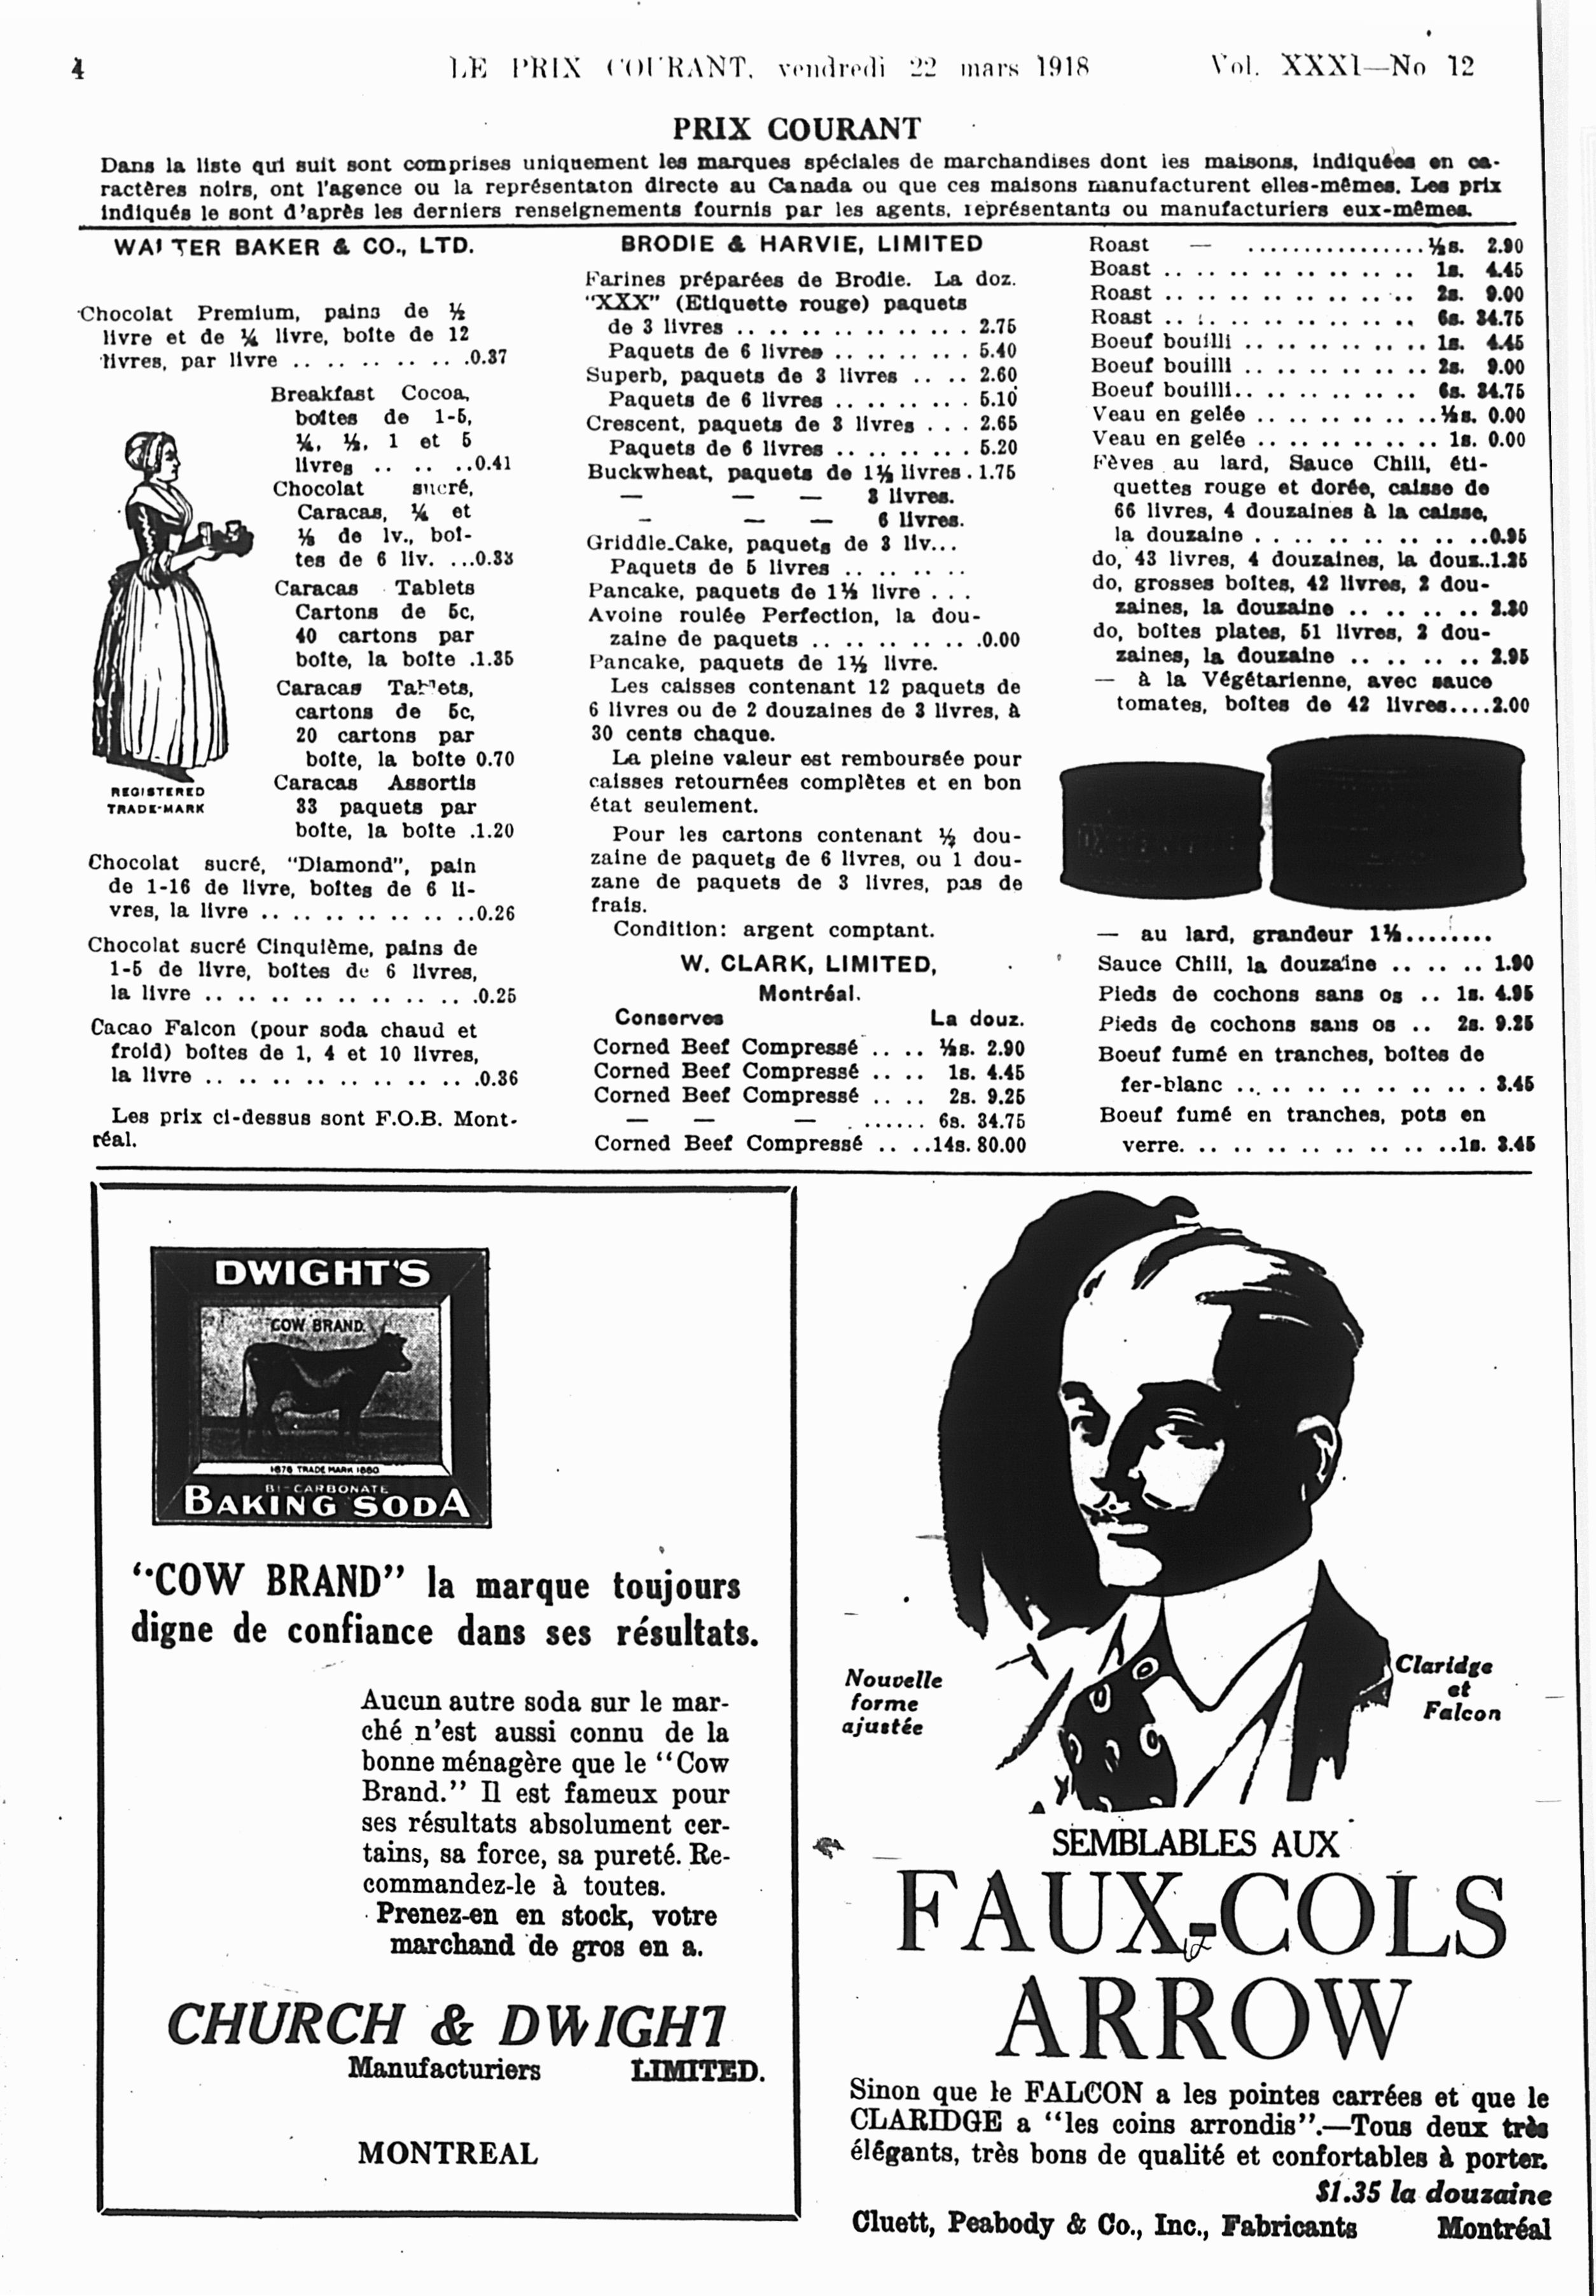 4
LE PRIX COURANT, vendredi 22 mars 1918
Vol. XXXI—No 12
PRIX COURANT
Dans la liste qui suit sont comprises uniquement les marques spéciales de marchandises dont les maisons, indiquées en ca-
ractères noirs, ont l'agence ou la représentaton directe au Canada ou que ces maisons manufacturent elles-mêmes. Les prix
indiqués le sont d'après les derniers renseignements fournis par les agents, représentants ou manufacturiers eux-mêmes.
WALTER BAKER & CO., LTD.
Chocolat Premium, pains de ½
livre et de ¼ livre, boîte de 12
livres, par livre .. .. .. .. .. .0.37
Breakfast Cocoa,
boîtes de 1-5,
¼, ½, 1 et 5
livres .. .. ..0.41
Chocolat sucré,
Caracas, ¼ et
½ de lv., boî-
tes de 6 liv. ...0.33
Caracas Tablets
Cartons de 5c,
40 cartons par
boîte, la boîte .1.35
Caracas Tablets,
cartons de 5c,
20 cartons par
boîte, la boîte 0.70
Caracas Assortis
33 paquets par
boîte, la boîte .1.20
REGISTERED
TRADE-MARK
Chocolat sucré, "Diamond", pain
de 1-16 de livre, boîtes de 6 li-
vres, la livre .. .. .. .. .. .. ..0.26
Chocolat sucré Cinquième, pains de
1-5 de livre, boîtes de 6 livres,
la livre .. .. .. .. .. .. .. .. .0.25
Cacao Falcon (pour soda chaud et
froid) boîtes de 1, 4 et 10 livres,
la livre .. .. .. .. .. .. .. .. .0.36
Les prix ci-dessus sont F.O.B. Mont-
réal.
BRODIE & HARVIE, LIMITED
Farines préparées de Brodie. La doz.
"XXX" (Etiquette rouge) paquets
de 3 livres .. .. .. .. .. .. .. 2.75
Paquets de 6 livres .. .. .. .. 5.40
Superb, paquets de 3 livres .. .. 2.60
Paquets de 6 livres .. .. .. .. 5.10
Crescent, paquets de 3 livres . .. 2.65
Paquets de 6 livres .. .. .. .. 5.20
Buckwheat, paquets de 1½ livres . 1.75
— — — 3 livres.
— — — 6 livres.
Griddle-Cake, paquets de 3 liv...
Paquets de 5 livres .. .. .. ..
Pancake, paquets de 1½ livre . ..
Avoine roulée Perfection, la dou-
zaine de paquets .. .. .. .. .. .0.00
Pancake, paquets de 1½ livre.
Les caisses contenant 12 paquets de
6 livres ou de 2 douzaines de 3 livres, à
30 cents chaque.
La pleine valeur est remboursée pour
caisses retournées complètes et en bon
état seulement.
Pour les cartons contenant ½ dou-
zaine de paquets de 6 livres, ou 1 dou-
zane de paquets de 3 livres, pas de
frais.
Condition: argent comptant.
W. CLARK, LIMITED,
Montréal.
Conserves La douz.
Corned Beef Compressé .. .. ½s. 2.90
Corned Beef Compressé .. .. 1s. 4.45
Corned Beef Compressé .. .. 2s. 9.25
— — — ...... 6s. 34.75
Corned Beef Compressé .. ..14s. 80.00
Roast — ................½s. 2.90
Boast .. .. .. .. .. .. .. .. 1s. 4.45
Roast .. .. .. .. .. .. .. .. 2s. 9.00
Roast .. .. .. .. .. .. .. .. 6s. 34.75
Boeuf bouilli .. .. .. .. .. .. 1s. 4.45
Boeuf bouilli .. .. .. .. .. .. 2s. 9.00
Boeuf bouilli.. .. .. .. .. .. 6s. 34.75
Veau en gelée .. .. .. .. .. ..½s. 0.00
Veau en gelée .. .. .. .. .. .. 1s. 0.00
Fèves au lard, Sauce Chili, éti-
quettes rouge et dorée, caisse de
66 livres, 4 douzaines à la caisse,
la douzaine . .. .. .. .. .. .. ..0.95
do, 43 livres, 4 douzaines, la douz..1.25
do, grosses boîtes, 42 livres, 2 dou-
zaines, la douzaine .. .. .. .. 2.30
do, boîtes plates, 51 livres, 2 dou-
zaines, la douzaine .. .. .. .. 2.95
— à la Végétarienne, avec sauce
tomates, boîtes de 42 livres....2.00
— au lard, grandeur 1½........
Sauce Chili, la douzaine .. .. .. 1.90
Pieds de cochons sans os .. 1s. 4.95
Pieds de cochons sans os .. 2s. 9.25
Boeuf fumé en tranches, boîtes de
fer-blanc .. .. .. .. .. .. .. . 3.45
Boeuf fumé en tranches, pots en
verre. .. .. .. .. .. .. .. ..1s. 3.45
DWIGHT'S
COW BRAND.
1876 TRADE MARK 1880
BI-CARBONATE
BAKING SODA
"COW BRAND" la marque toujours
digne de confiance dans ses résultats.
Aucun autre soda sur le mar-
ché n'est aussi connu de la
bonne ménagère que le "Cow
Brand." Il est fameux pour
ses résultats absolument cer-
tains, sa force, sa pureté. Re-
commandez-le à toutes.
Prenez-en en stock, votre
marchand de gros en a.
CHURCH & DWIGHT
Manufacturiers LIMITED.
MONTREAL
Nouvelle
forme
ajustée
Claridge
et
Falcon
SEMBLABLES AUX
FAUX-COLS
ARROW
Sinon que le FALCON a les pointes carrées et que le
CLARIDGE a "les coins arrondis".—Tous deux très
élégants, très bons de qualité et confortables à porter.
$1.35 la douzaine
Cluett, Peabody & Co., Inc., Fabricants Montréal